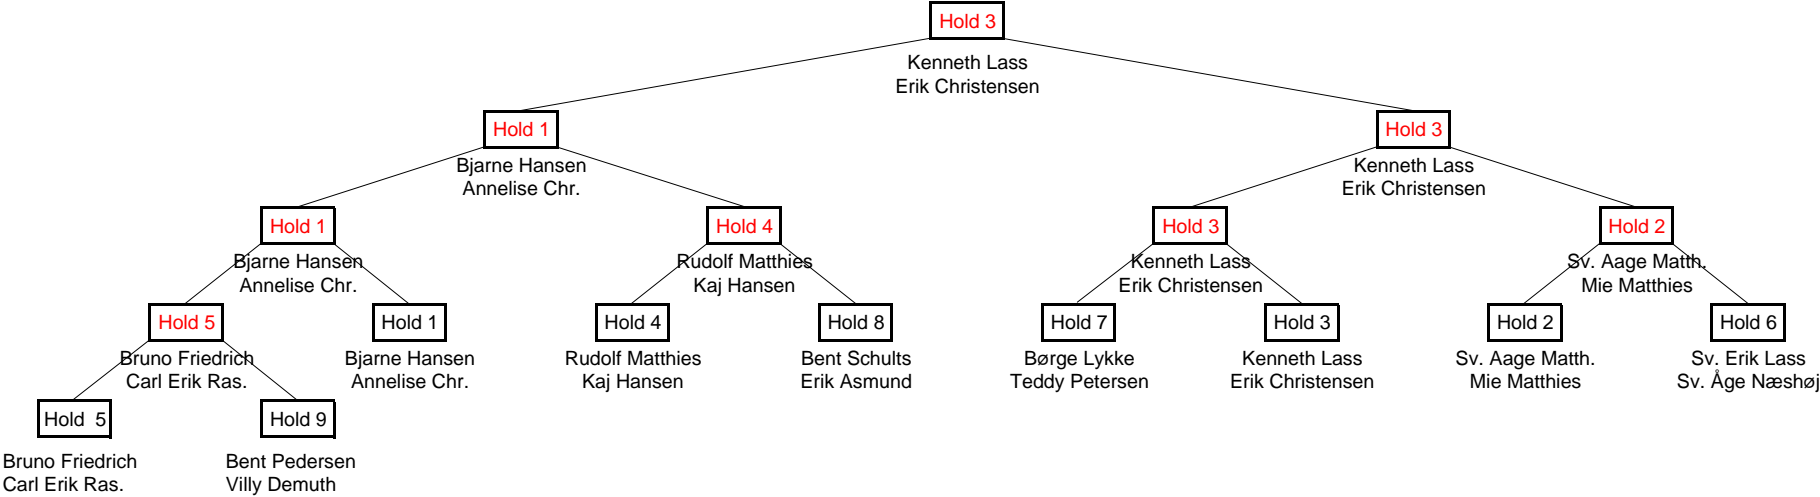 Hold 3
Kenneth Lass
Erik Christensen
Hold 1
Bjarne Hansen
Annelise Chr.
Hold 3
Kenneth Lass
Erik Christensen
Hold 1
Bjarne Hansen
Annelise Chr.
Hold 4
Rudolf Matthies
Kaj Hansen
Hold 3
Kenneth Lass
Erik Christensen
Hold 2
Sv. Aage Matth.
Mie Matthies
Hold 5
Bruno Friedrich
Carl Erik Ras.
Hold 1
Bjarne Hansen
Annelise Chr.
Hold 4
Rudolf Matthies
Kaj Hansen
Hold 8
Bent Schults
Erik Asmund
Hold 7
Børge Lykke
Teddy Petersen
Hold 3
Kenneth Lass
Erik Christensen
Hold 2
Sv. Aage Matth.
Mie Matthies
Hold 6
Sv. Erik Lass
Sv. Åge Næshøj
Hold  5
Bruno Friedrich
Carl Erik Ras.
Hold 9
Bent Pedersen
Villy Demuth